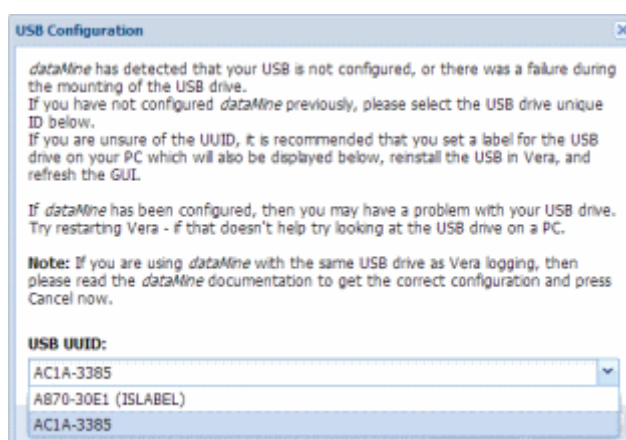 USB Configuration
dataMine has detected that your USB is not configured, or there was a failure during
the mounting of the USB drive.
If you have not configured dataMine previously, please select the USB drive unique
ID below.
If you are unsure of the UUID, it is recommended that you set a label for the USB
drive on your PC which will also be displayed below, reinstall the USB in Vera, and
refresh the GUI.
If dataMine has been configured, then you may have a problem with your USB drive.
Try restarting Vera - if that doesn't help try looking at the USB drive on a PC.
Note: If you are using dataMine with the same USB drive as Vera logging, then
please read the dataMine documentation to get the correct configuration and press
Cancel now.
USB UUID:
AC1A-3385
A870-30E1 (ISLABEL)
AC1A-3385